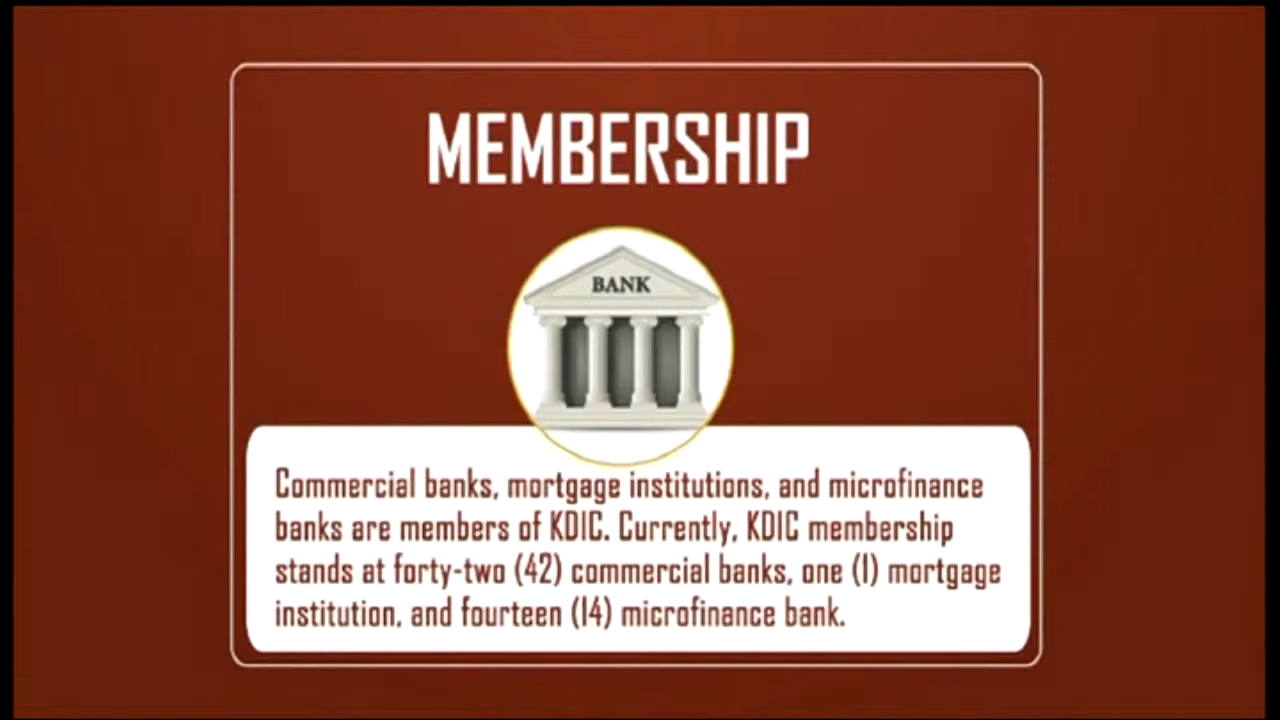 MEMBERSHIP
BANK
Commercial banks, mortgage institutions, and microfinance
banks are members of KDIC. Currently, KDIC membership
stands at forty-two (42) commercial banks, one (1) mortgage
institution, and fourteen (14) microfinance bank.